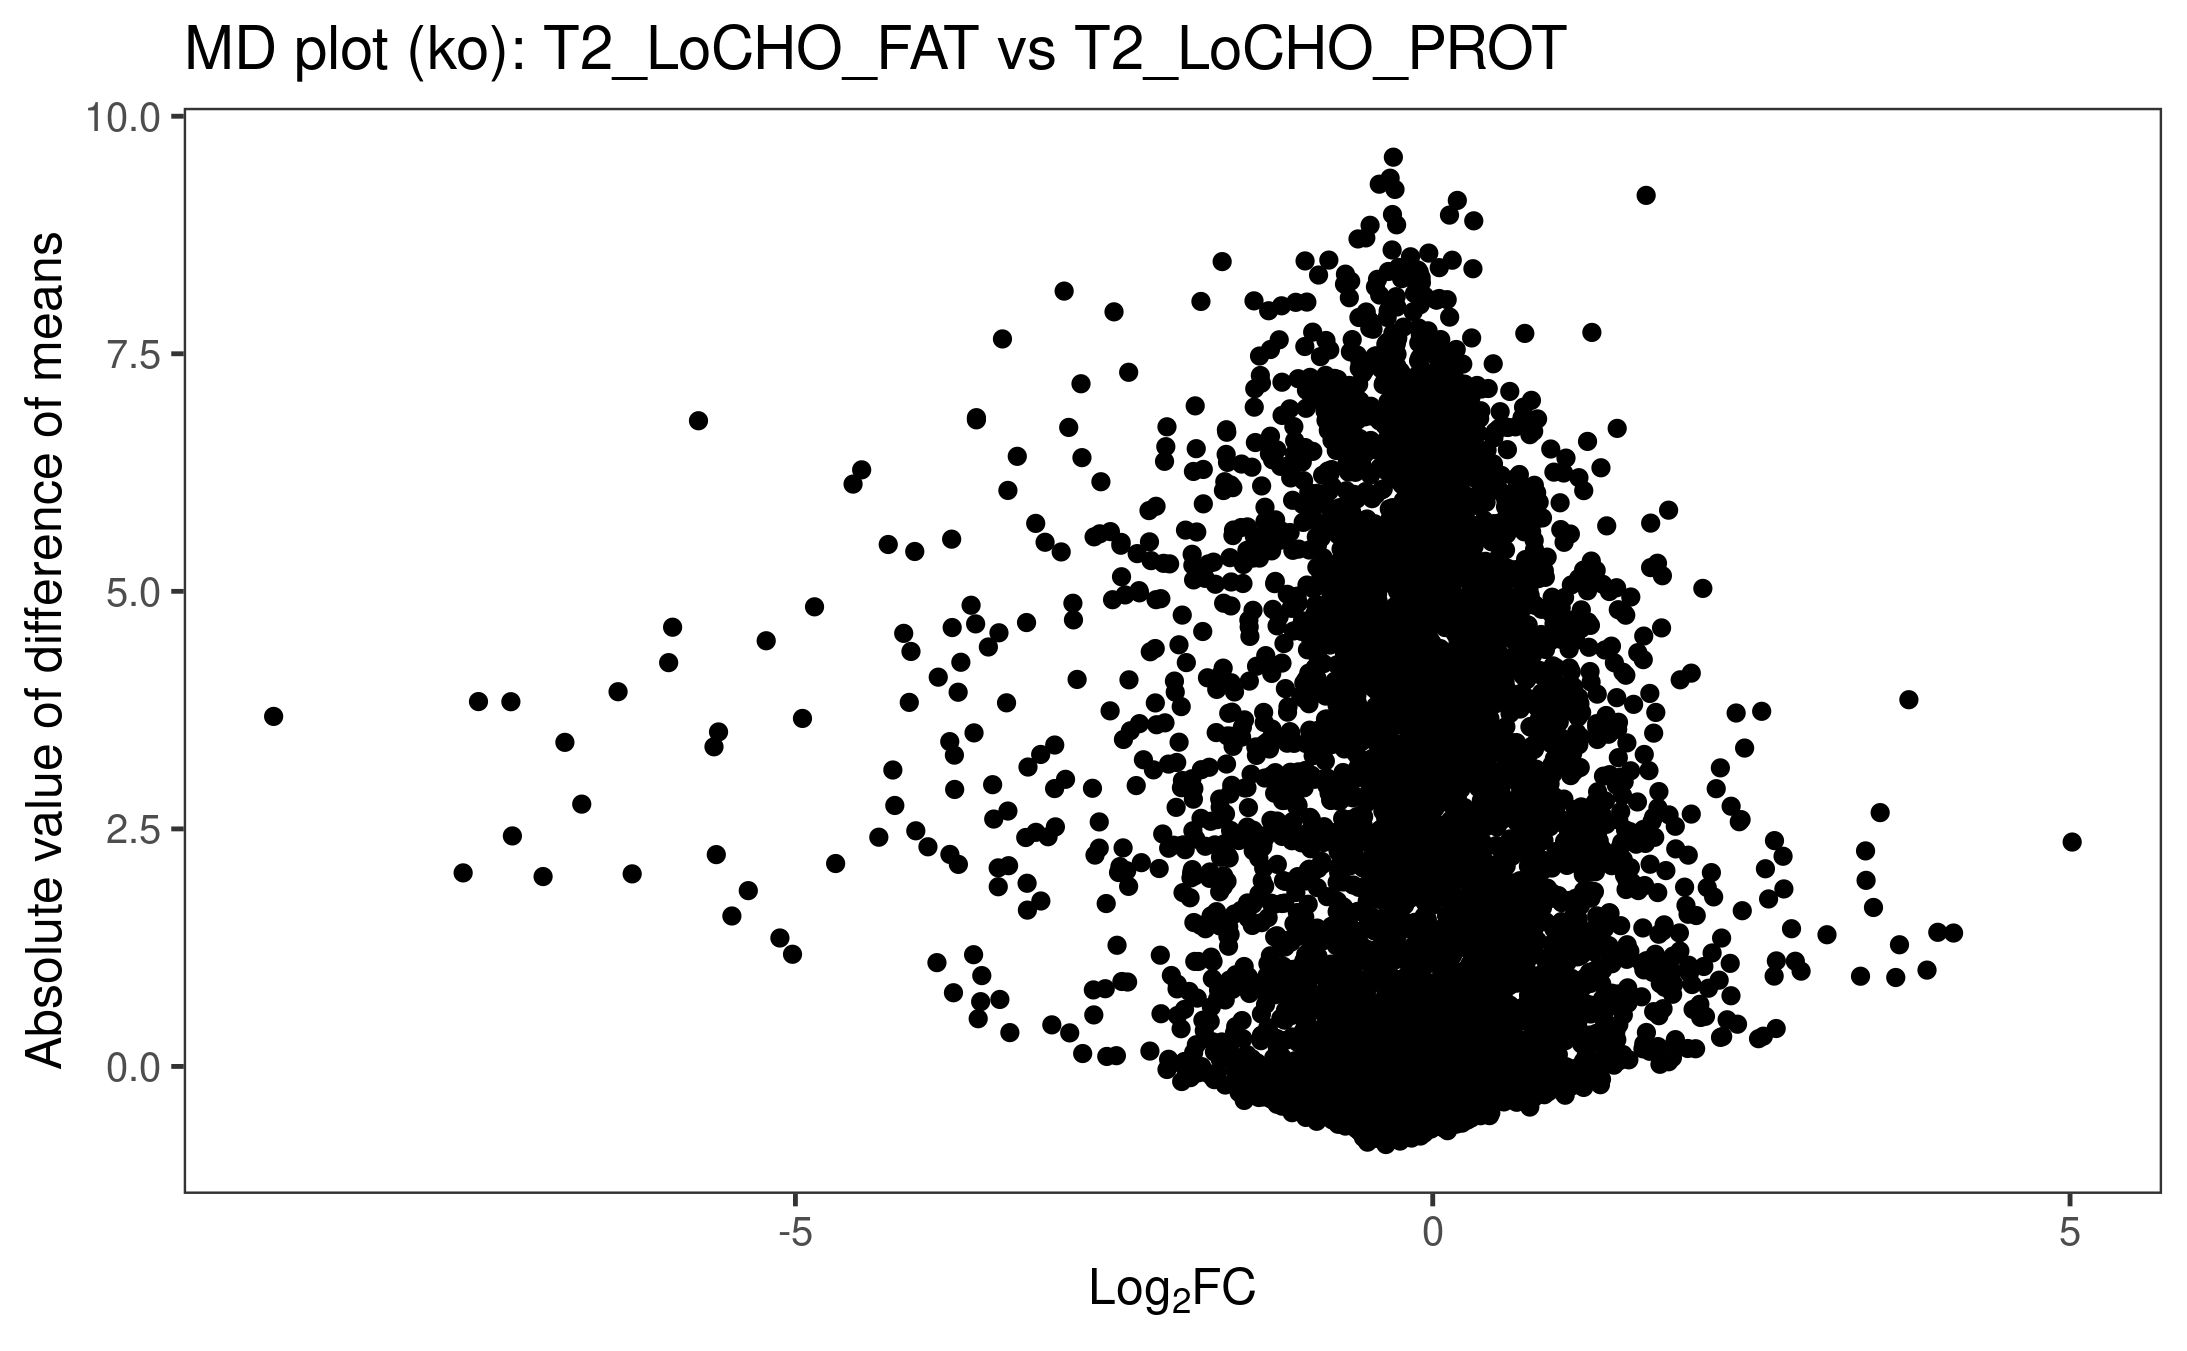 MD plot (ko): T2_LoCHO_FAT vs T2_LoCHO_PROT
Absolute value of difference of means
10.0
7.5
5.0
2.5
0.0
-5
0
5
Log₂FC